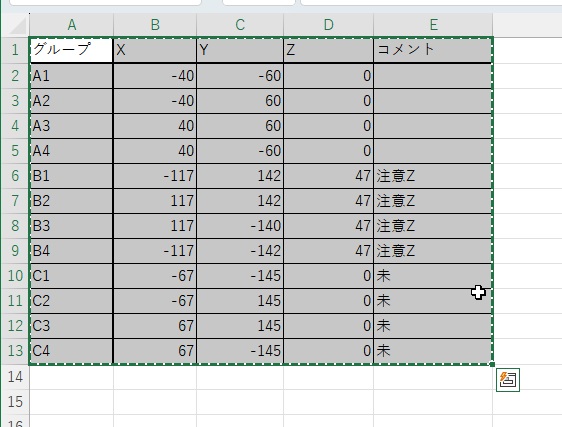 A B C D E
1 グループ X Y Z コメント
2 A1 -40 -60 0
3 A2 -40 60 0
4 A3 40 60 0
5 A4 40 -60 0
6 B1 -117 142 47 注意Z
7 B2 117 142 47 注意Z
8 B3 117 -140 47 注意Z
9 B4 -117 -142 47 注意Z
10 C1 -67 -145 0 未
11 C2 -67 145 0 未
12 C3 67 145 0 未
13 C4 67 -145 0 未
14
15
16